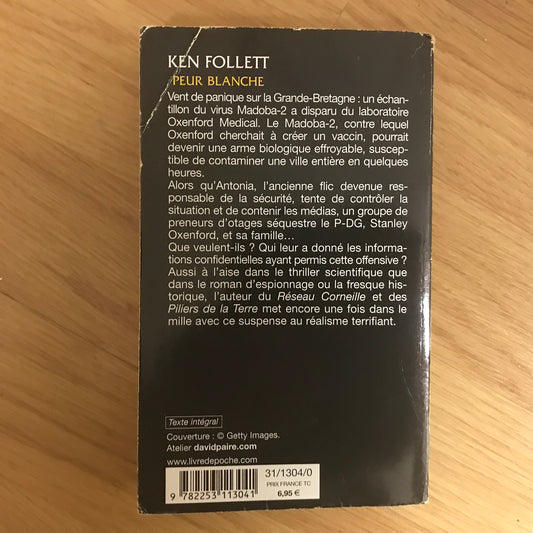 KEN FOLLETT
PEUR BLANCHE
Vent de panique sur la Grande-Bretagne : un échan-
tillon du virus Madoba-2 a disparu du laboratoire
Oxenford Medical. Le Madoba-2, contre lequel
Oxenford cherchait à créer un vaccin, pourrait
devenir une arme biologique effroyable, suscep-
tible de contaminer une ville entière en quelques
heures.
Alors qu'Antonia, l'ancienne flic devenue res-
ponsable de la sécurité, tente de contrôler la
situation et de contenir les médias, un groupe de
preneurs d'otages séquestre le P-DG, Stanley
Oxenford, et sa famille...
Que veulent-ils ? Qui leur a donné les informa-
tions confidentielles ayant permis cette offensive ?
Aussi à l'aise dans le thriller scientifique que
dans le roman d'espionnage ou la fresque his-
torique, l'auteur du Réseau Corneille et des
Piliers de la Terre met encore une fois dans le
mille avec ce suspense au réalisme terrifiant.
Texte intégral
Couverture : © Getty Images.
Atelier davidpaire.com
www.livredepoche.com
31/1304/0
PRIX FRANCE TC
6,95 €
9 782253 113041